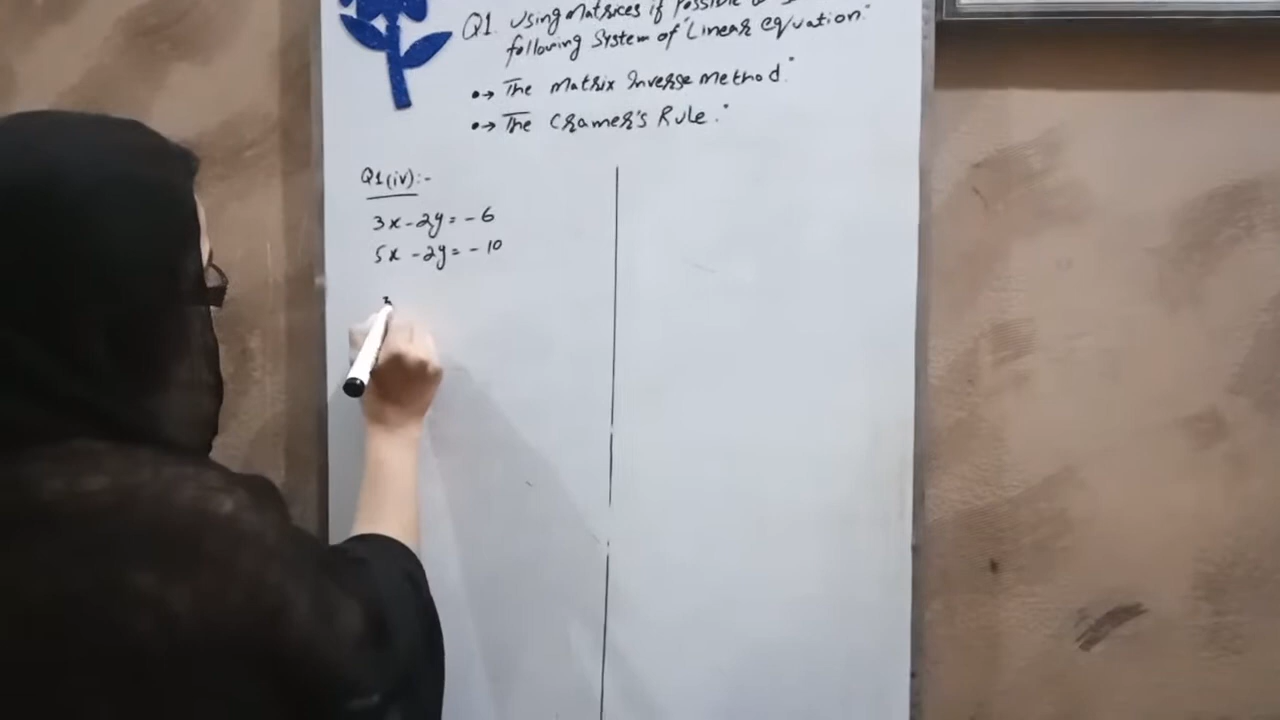 Q1. Using Matrices if Possible
following System of "Linear equation."
•→ The Matrix Inverse method."
•→ The Cramer's Rule."
Q1(iv):-
3x-2y=-6
5x-2y=-10